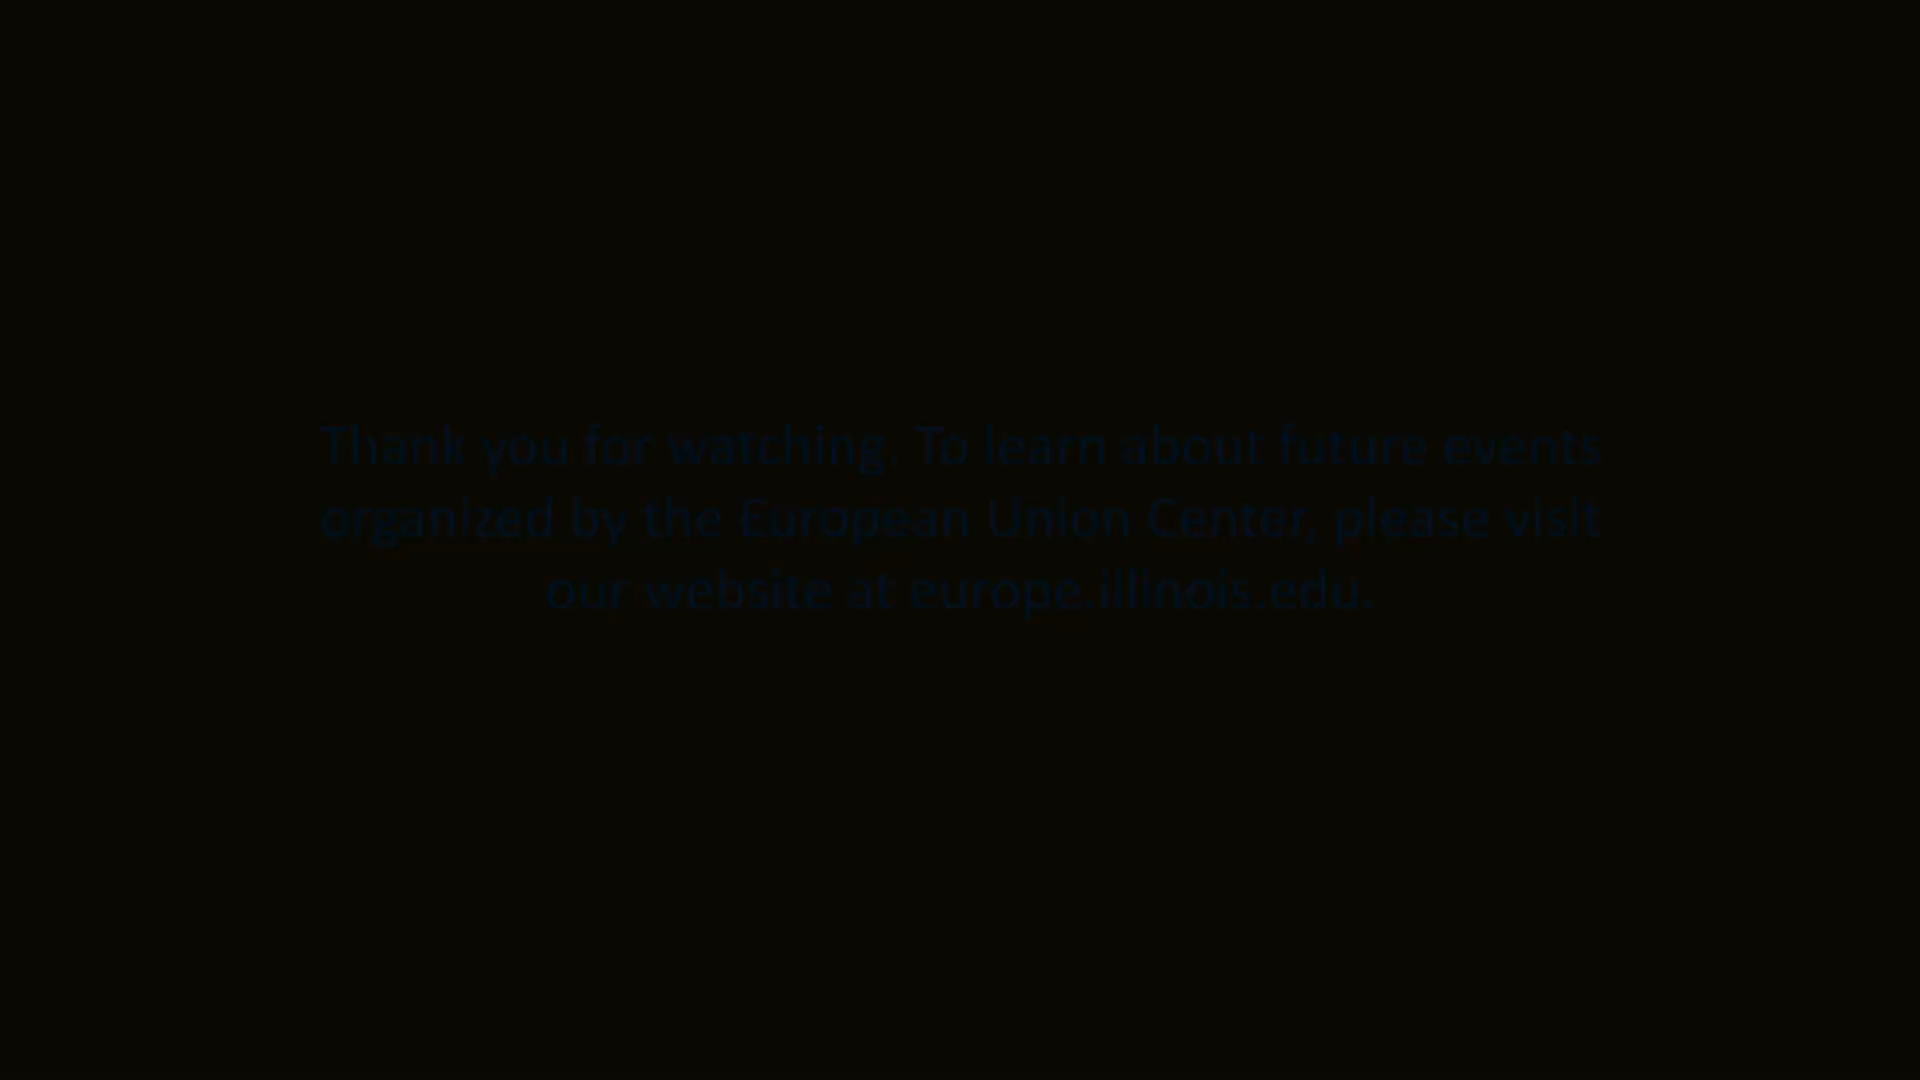 Thank you for watching. To learn about future events
organized by the European Union Center, please visit
our website at europe.illinois.edu.